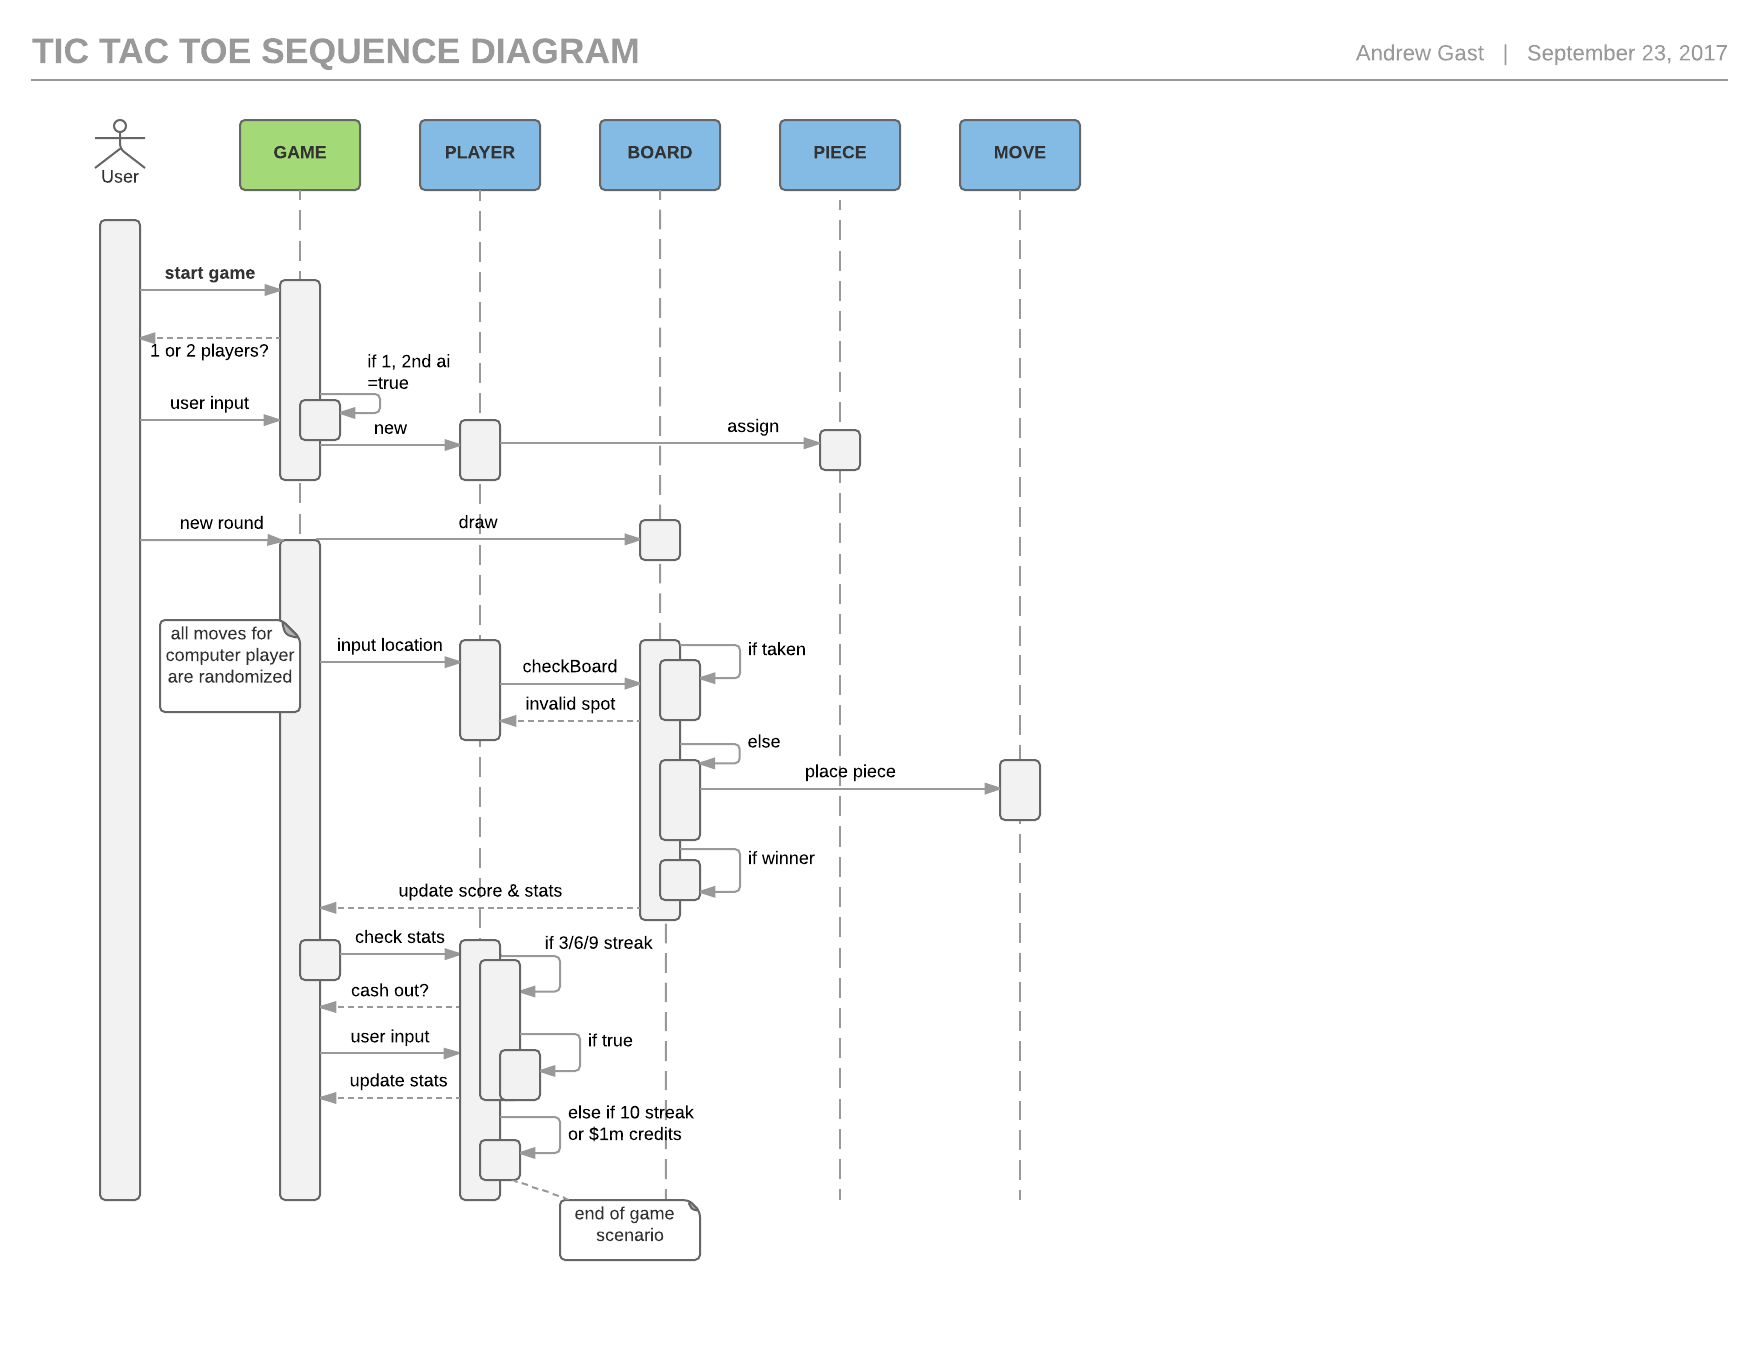 TIC TAC TOE SEQUENCE DIAGRAM
Andrew Gast | September 23, 2017
User
GAME
PLAYER
BOARD
PIECE
MOVE
start game
1 or 2 players?
if 1, 2nd ai
=true
user input
new
assign
new round
draw
all moves for
computer player
are randomized
input location
checkBoard
if taken
invalid spot
else
place piece
if winner
update score & stats
check stats
if 3/6/9 streak
cash out?
user input
if true
update stats
else if 10 streak
or $1m credits
end of game
scenario